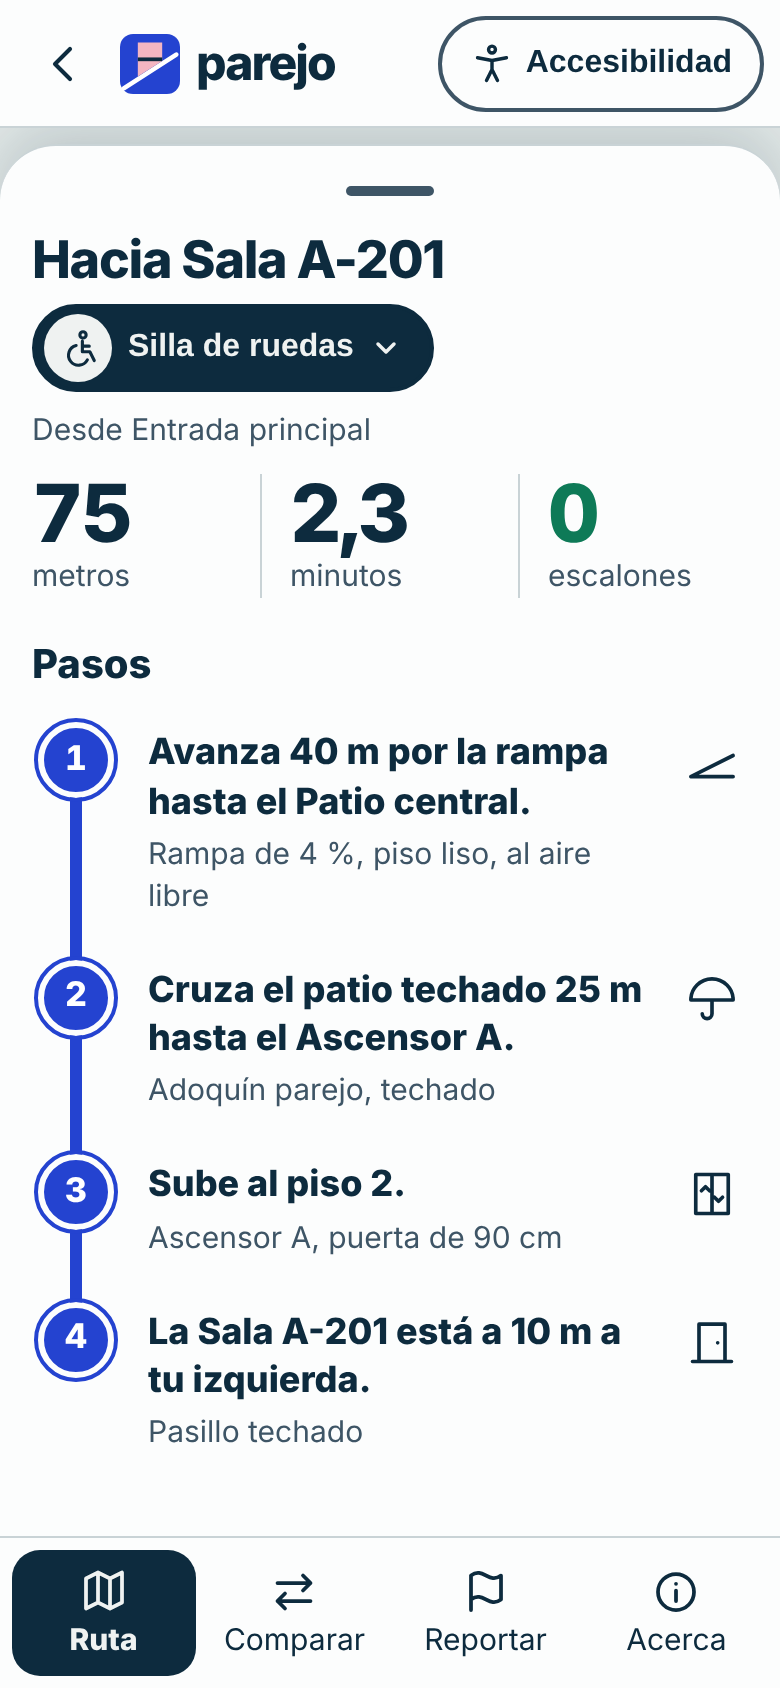 parejo
Accesibilidad
Hacia Sala A-201
Silla de ruedas
Desde Entrada principal
75
metros
2,3
minutos
0
escalones
Pasos
1
Avanza 40 m por la rampa
hasta el Patio central.
Rampa de 4 %, piso liso, al aire
libre
2
Cruza el patio techado 25 m
hasta el Ascensor A.
Adoquín parejo, techado
3
Sube al piso 2.
Ascensor A, puerta de 90 cm
4
La Sala A-201 está a 10 m a
tu izquierda.
Pasillo techado
Ruta
Comparar
Reportar
Acerca